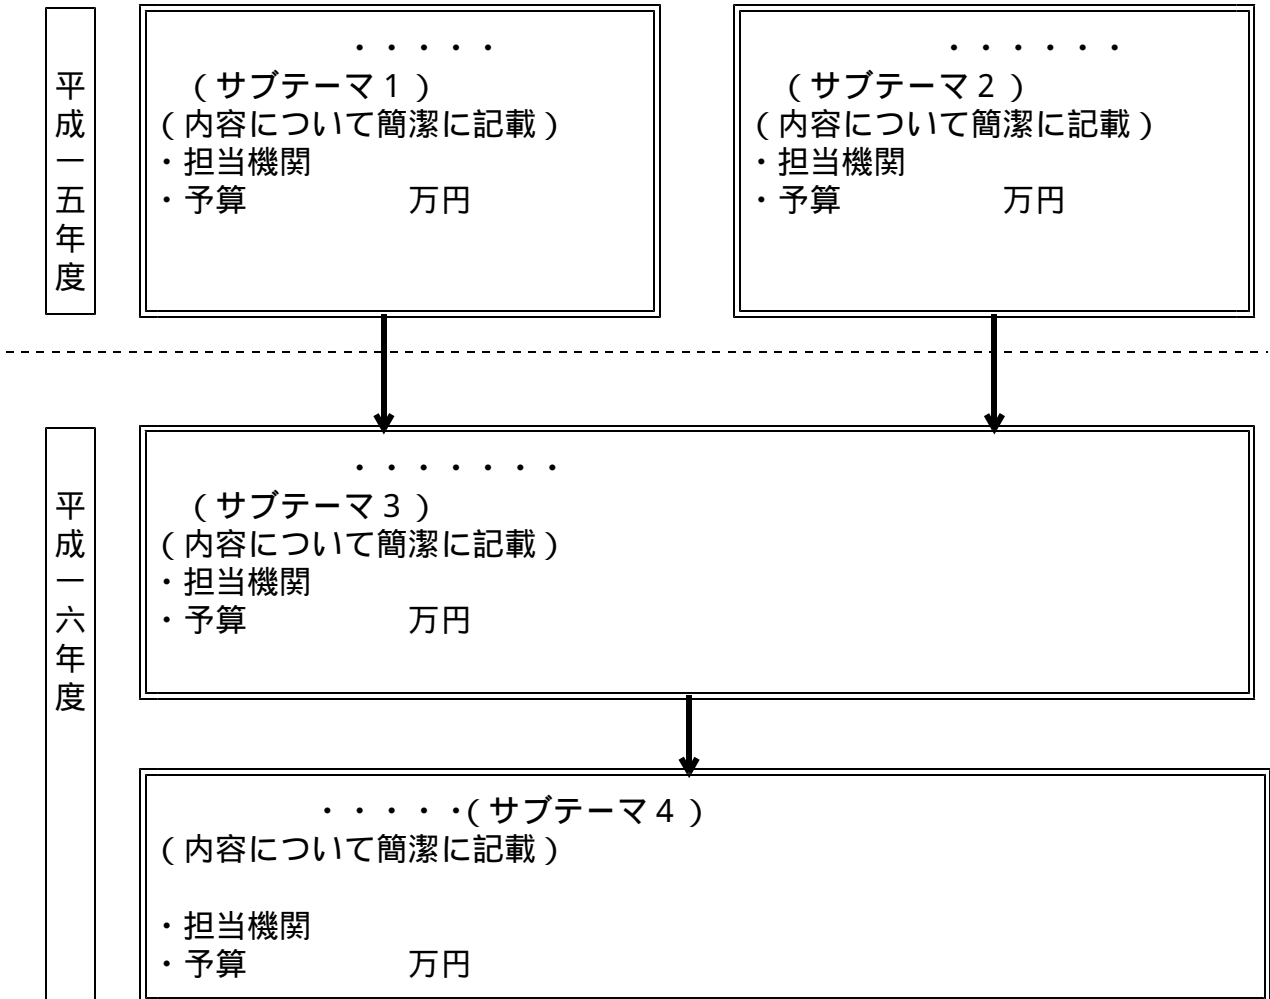 平成一五年度
・・・・・
（サブテーマ１）
（内容について簡潔に記載）
・担当機関
・予算　　　　　万円
・・・・・・
（サブテーマ２）
（内容について簡潔に記載）
・担当機関
・予算　　　　　万円
平成一六年度
・・・・・・・
（サブテーマ３）
（内容について簡潔に記載）
・担当機関
・予算　　　　　万円
・・・・・（サブテーマ４）
（内容について簡潔に記載）
・担当機関
・予算　　　　　万円